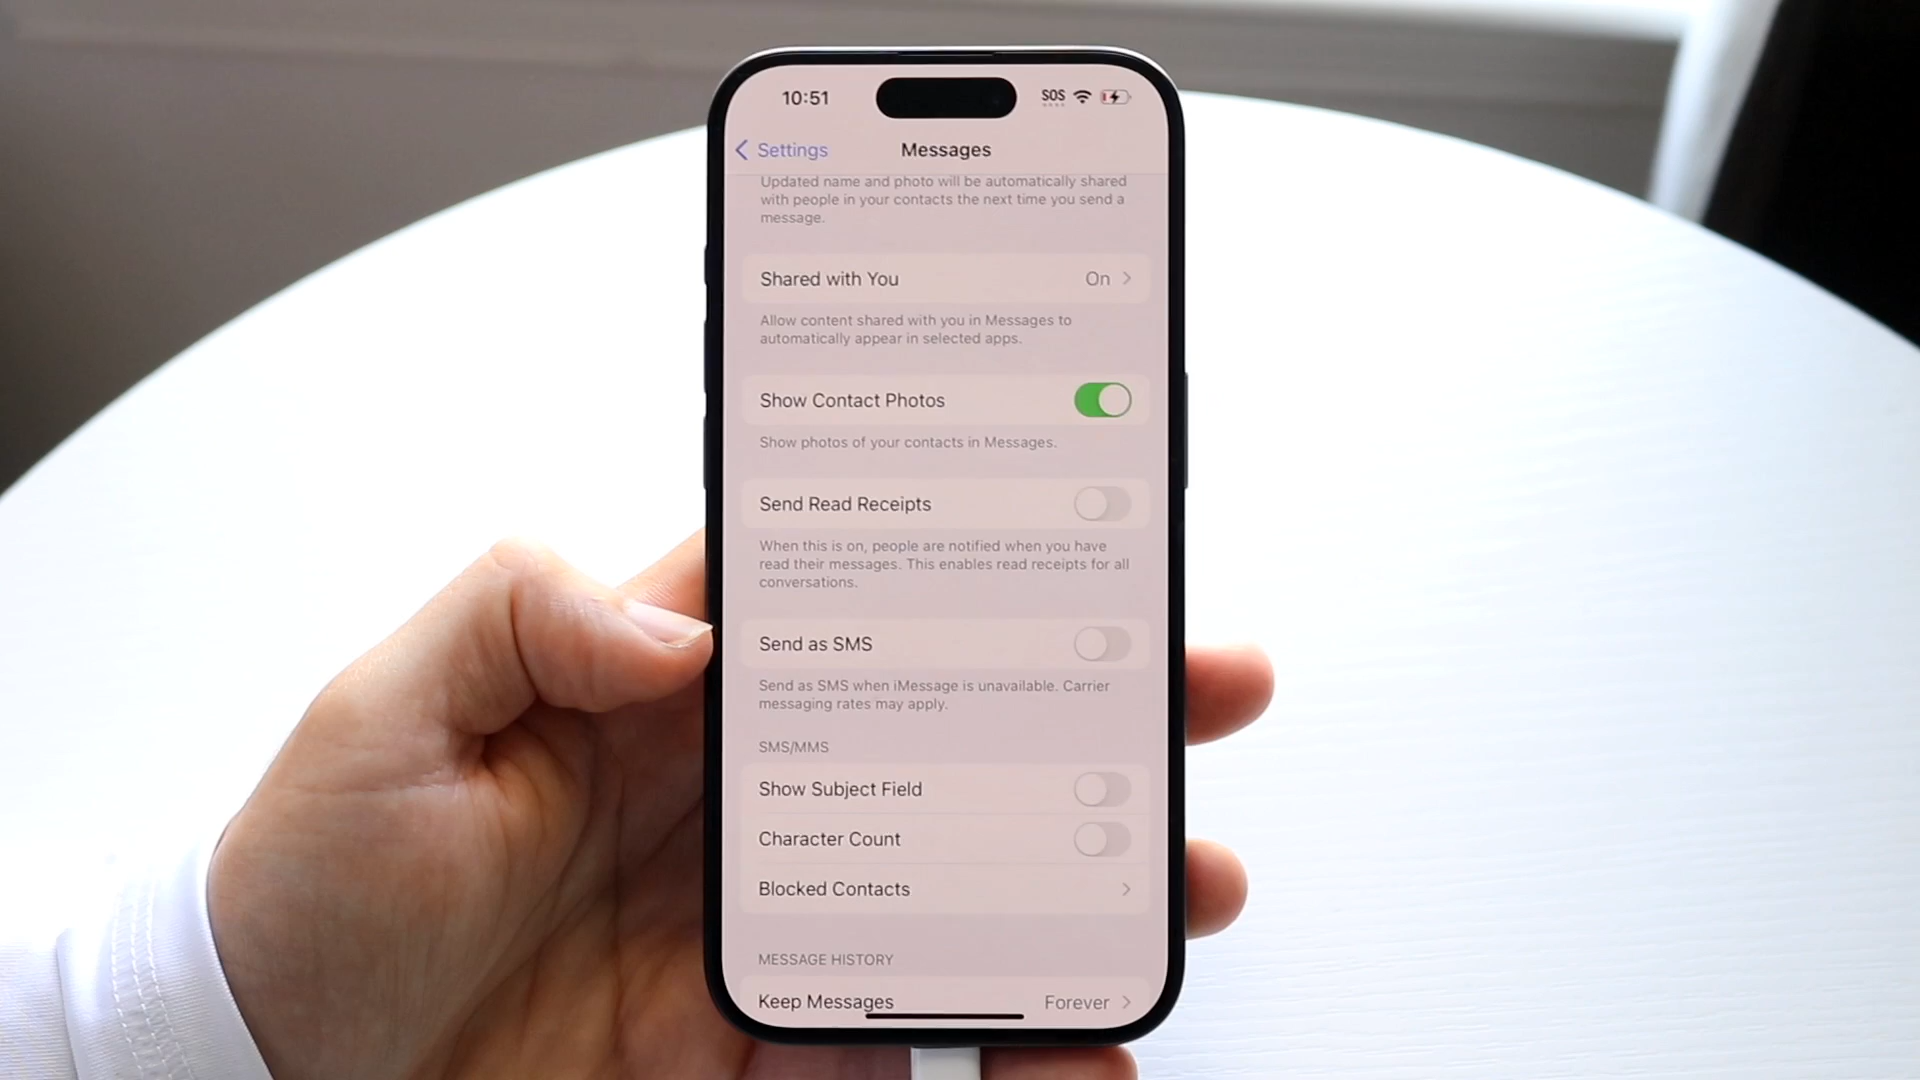 10:51
SOS
Settings
Messages
Updated name and photo will be automatically shared
with people in your contacts the next time you send a
message.
Shared with You
On
Allow content shared with you in Messages to
automatically appear in selected apps.
Show Contact Photos
Show photos of your contacts in Messages.
Send Read Receipts
When this is on, people are notified when you have
read their messages. This enables read receipts for all
conversations.
Send as SMS
Send as SMS when iMessage is unavailable. Carrier
messaging rates may apply.
SMS/MMS
Show Subject Field
Character Count
Blocked Contacts
MESSAGE HISTORY
Keep Messages
Forever